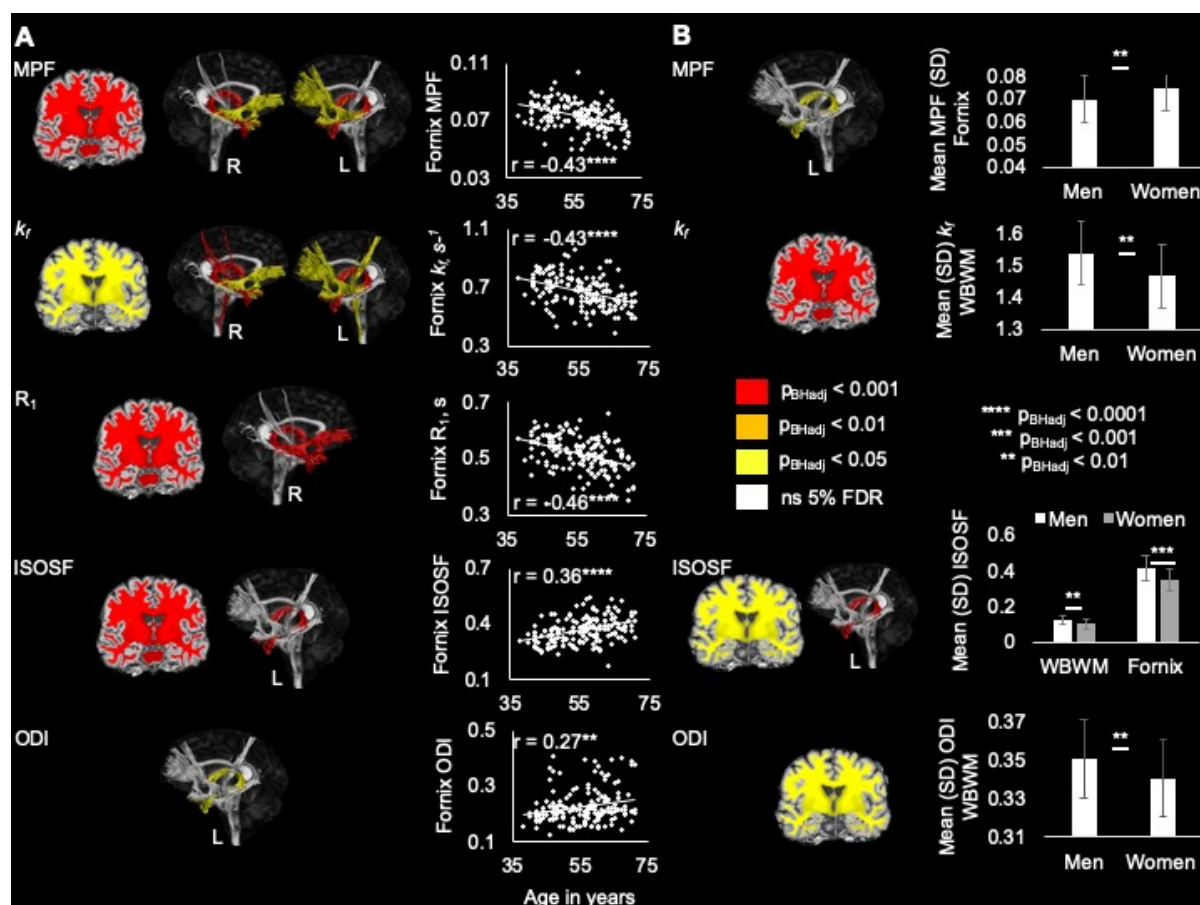 A
MPF
R
L
Fornix MPF
0.11
0.07
0.03
r = -0.43****
35 55 75
kf
R
L
Fornix kf, s-1
1.1
0.7
0.3
r = -0.43****
35 55 75
R1
R
Fornix R1, s
0.7
0.5
0.3
r = -0.46****
35 55 75
ISOSF
L
Fornix ISOSF
0.7
0.4
0.1
r = 0.36****
35 55 75
ODI
L
Fornix ODI
0.5
0.3
0.1
r = 0.27**
35 55 75
Age in years
B
MPF
L
Mean MPF (SD)
Fornix
0.08
0.07
0.06
0.05
0.04
**
Men Women
kf
Mean (SD) kf
WBWM
1.6
1.5
1.4
1.3
**
Men Women
pBHadj < 0.001
pBHadj < 0.01
pBHadj < 0.05
ns 5% FDR
**** pBHadj < 0.0001
*** pBHadj < 0.001
** pBHadj < 0.01
ISOSF
L
Mean (SD) ISOSF
Men Women
0.6
0.4
0.2
0
**
***
WBWM Fornix
ODI
Mean (SD) ODI
WBWM
0.37
0.35
0.33
0.31
**
Men Women